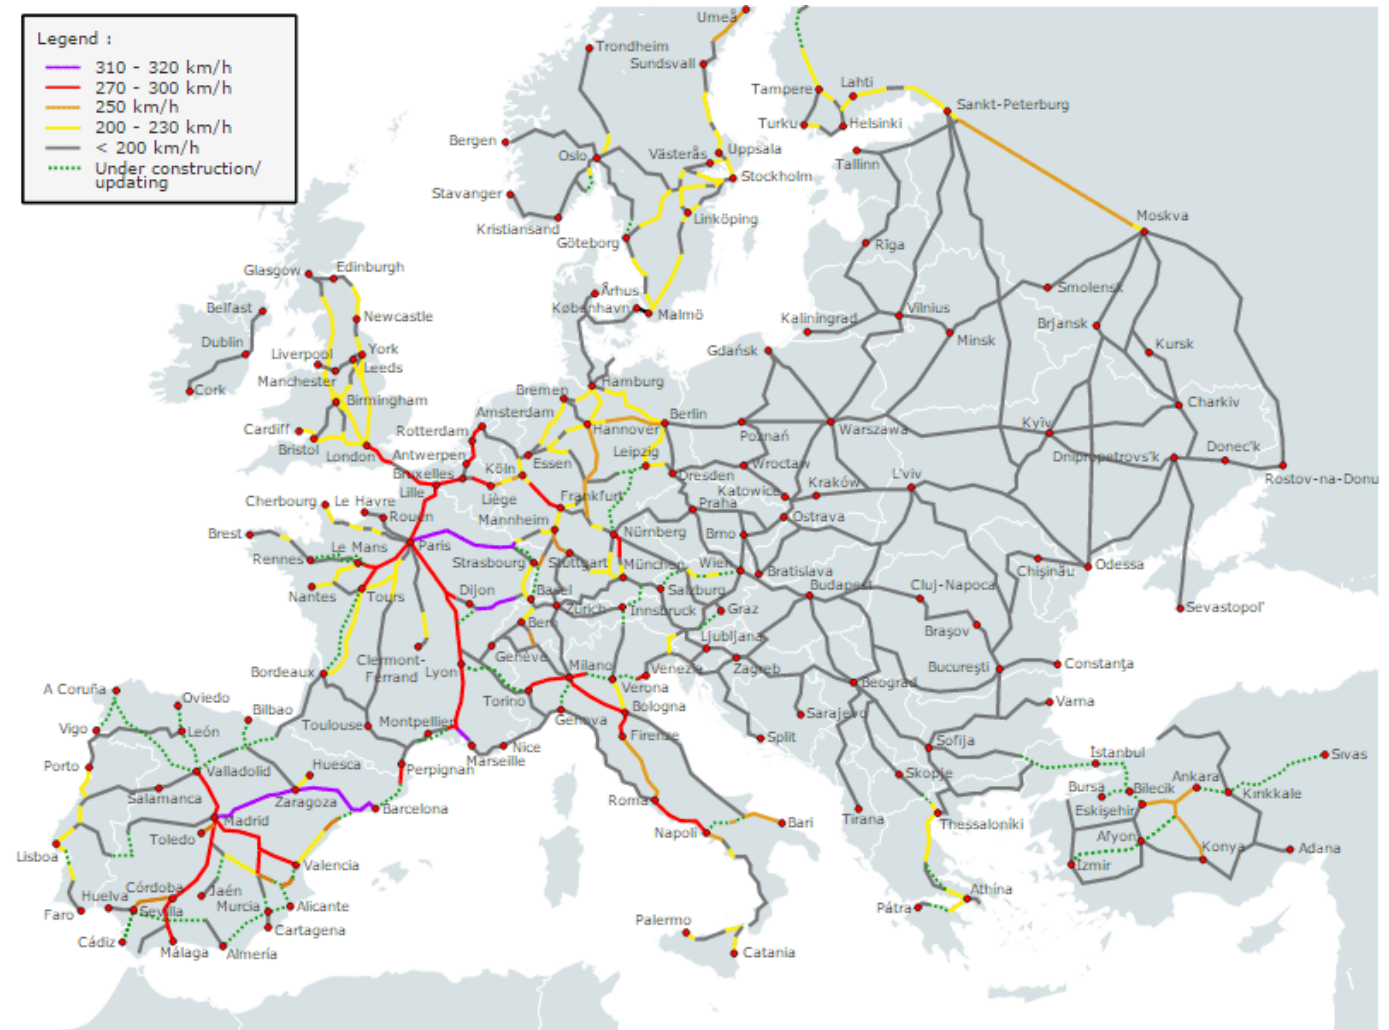 Legend :
310 - 320 km/h
270 - 300 km/h
250 km/h
200 - 230 km/h
< 200 km/h
Under construction/
updating
Umeå
Trondheim
Sundsvall
Tampere
Lahti
Sankt-Peterburg
Turku
Helsinki
Bergen
Oslo
Västerås
Uppsala
Tallinn
Stockholm
Stavanger
Linköping
Moskva
Kristiansand
Göteborg
Rīga
Glasgow
Edinburgh
Smolensk
Århus
Belfast
København
Malmö
Vilnius
Newcastle
Kaliningrad
Brjansk
Dublin
Liverpool
York
Leeds
Gdańsk
Minsk
Kursk
Manchester
Cork
Bremen
Hamburg
Birmingham
Amsterdam
Berlin
Charkiv
Cardiff
Rotterdam
Hannover
Poznań
Warszawa
Kyïv
Bristol
London
Antwerpen
Leipzig
Donec'k
Bruxelles
Köln
Essen
Wrocław
Dnipropetrovs'k
Lille
Liège
Dresden
Katowice
Kraków
L'viv
Rostov-na-Donu
Cherbourg
Le Havre
Frankfurt
Praha
Rouen
Mannheim
Ostrava
Brest
Le Mans
Paris
Nürnberg
Brno
Rennes
Strasbourg
Stuttgart
München
Wien
Bratislava
Chişinău
Odessa
Nantes
Tours
Dijon
Basel
Salzburg
Budapest
Cluj-Napoca
Zürich
Innsbruck
Graz
Sevastopol'
Bern
Ljubljana
Braşov
Clermont-
Ferrand
Genève
Milano
Venezia
Zagreb
Bucureşti
Constanţa
Bordeaux
Lyon
Torino
Verona
Beograd
A Coruña
Oviedo
Bilbao
Bologna
Varna
Vigo
León
Toulouse
Montpellier
Genova
Sarajevo
Firenze
Split
Sofija
Nice
Marseille
İstanbul
Sivas
Porto
Valladolid
Huesca
Perpignan
Skopje
Bursa
Bilecik
Ankara
Kırıkkale
Salamanca
Zaragoza
Barcelona
Roma
Eskişehir
Madrid
Tirana
Thessaloniki
Toledo
Napoli
Bari
Afyon
Konya
Lisboa
Valencia
Izmir
Adana
Huelva
Córdoba
Jaén
Athína
Faro
Sevilla
Murcia
Alicante
Palermo
Pátra
Cádiz
Cartagena
Málaga
Almería
Catania